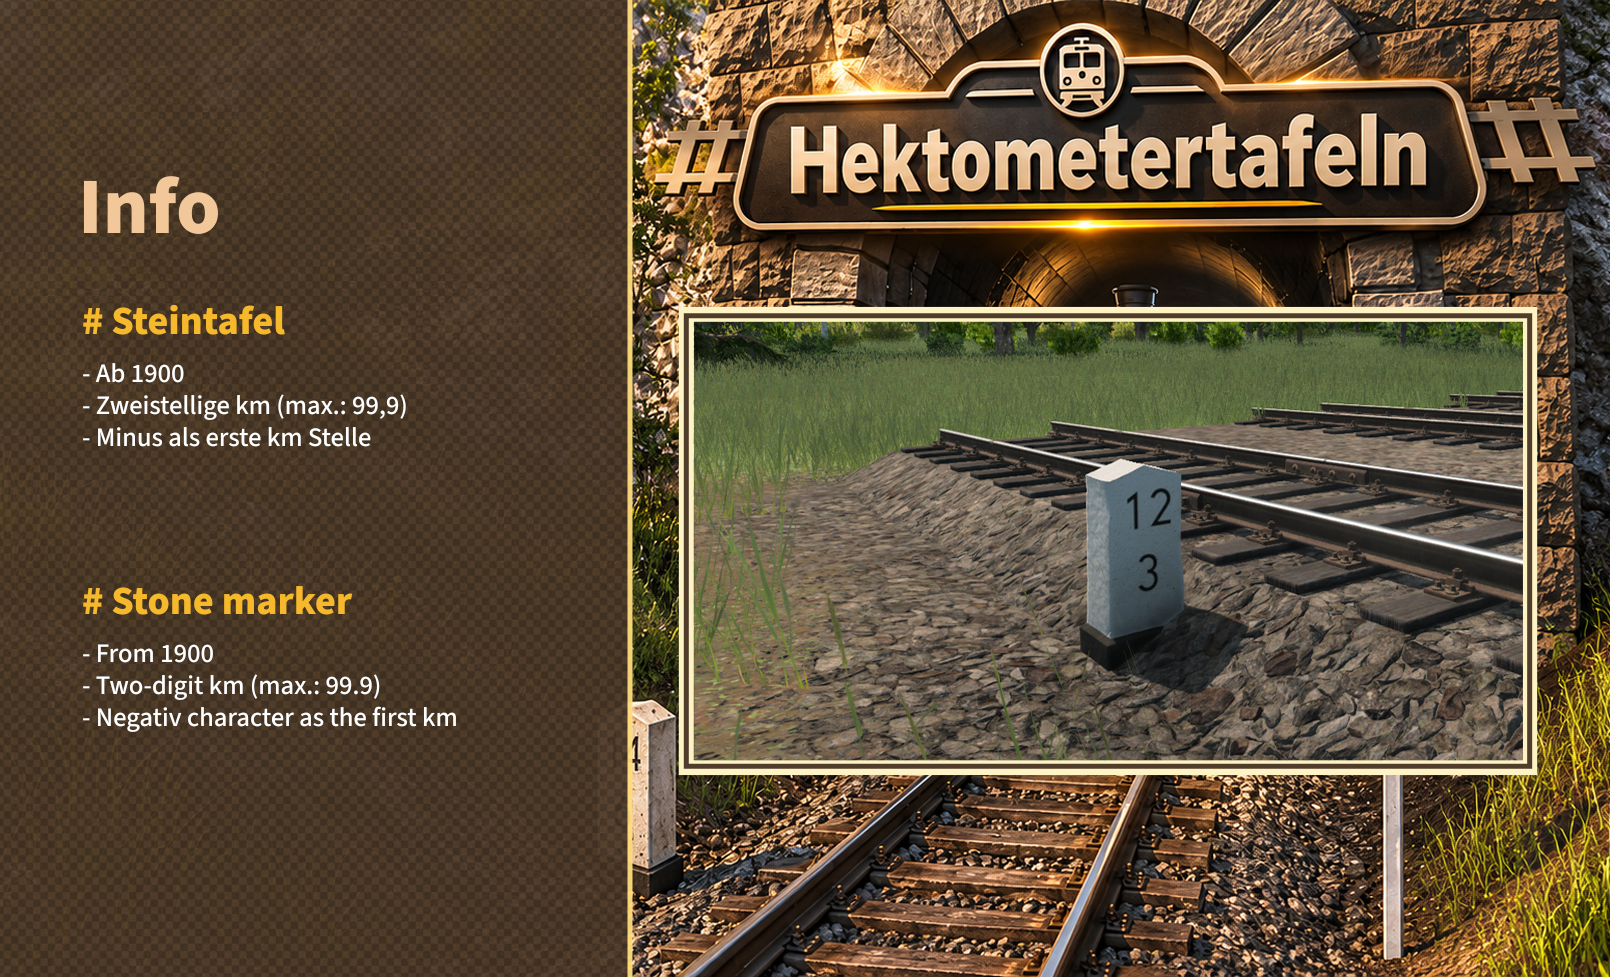 Info
# Steintafel
- Ab 1900
- Zweistellige km (max.: 99,9)
- Minus als erste km Stelle
# Stone marker
- From 1900
- Two-digit km (max.: 99.9)
- Negativ character as the first km
Hektometertafeln
12
3
4